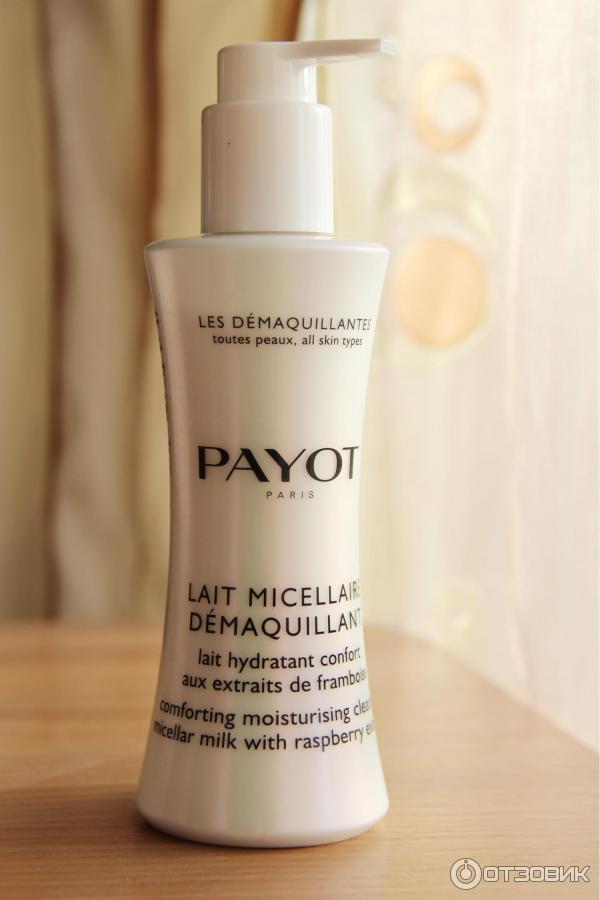 LES DÉMAQUILLANTES
toutes peaux, all skin types
PAYOT
PARIS
LAIT MICELLAIRE
DÉMAQUILLANT
lait hydratant confort
aux extraits de framboise
comforting moisturising
micellar milk with raspberry
ОТЗОВИК